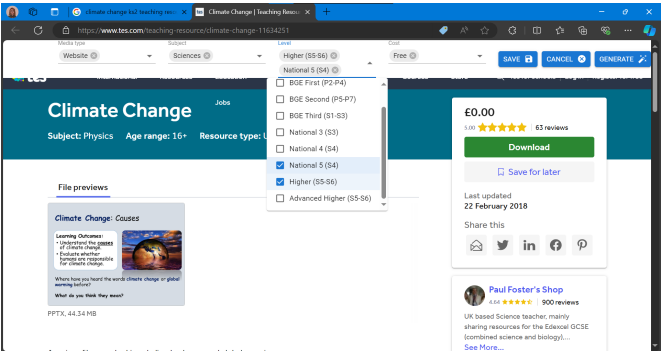 climate change ks2 teaching reso
Climate Change | Teaching Resou
https://www.tes.com/teaching-resource/climate-change-11634251
Media type
Website
Subject
Sciences
Level
Higher (S5-S6)
National 5 (S4)
Cost
Free
SAVE
CANCEL
GENERATE
tes
BGE First (P2-P4)
BGE Second (P5-P7)
BGE Third (S1-S3)
National 3 (S3)
National 4 (S4)
National 5 (S4)
Higher (S5-S6)
Advanced Higher (S5-S6)
Jobs
Climate Change
Subject: Physics Age range: 16+ Resource type: U
File previews
Climate Change: Causes
Learning Outcomes:
• Understand the causes
of climate change.
• Evaluate whether
humans are responsible
for climate change.
Where have you heard the words climate change or global
warming before?
What do you think they mean?
PPTX, 44.34 MB
£0.00
5.00 63 reviews
Download
Save for later
Last updated
22 February 2018
Share this
Paul Foster's Shop
4.64 900 reviews
UK based Science teacher, mainly
sharing resources for the Edexcel GCSE
(combined science and biology),...
See More...